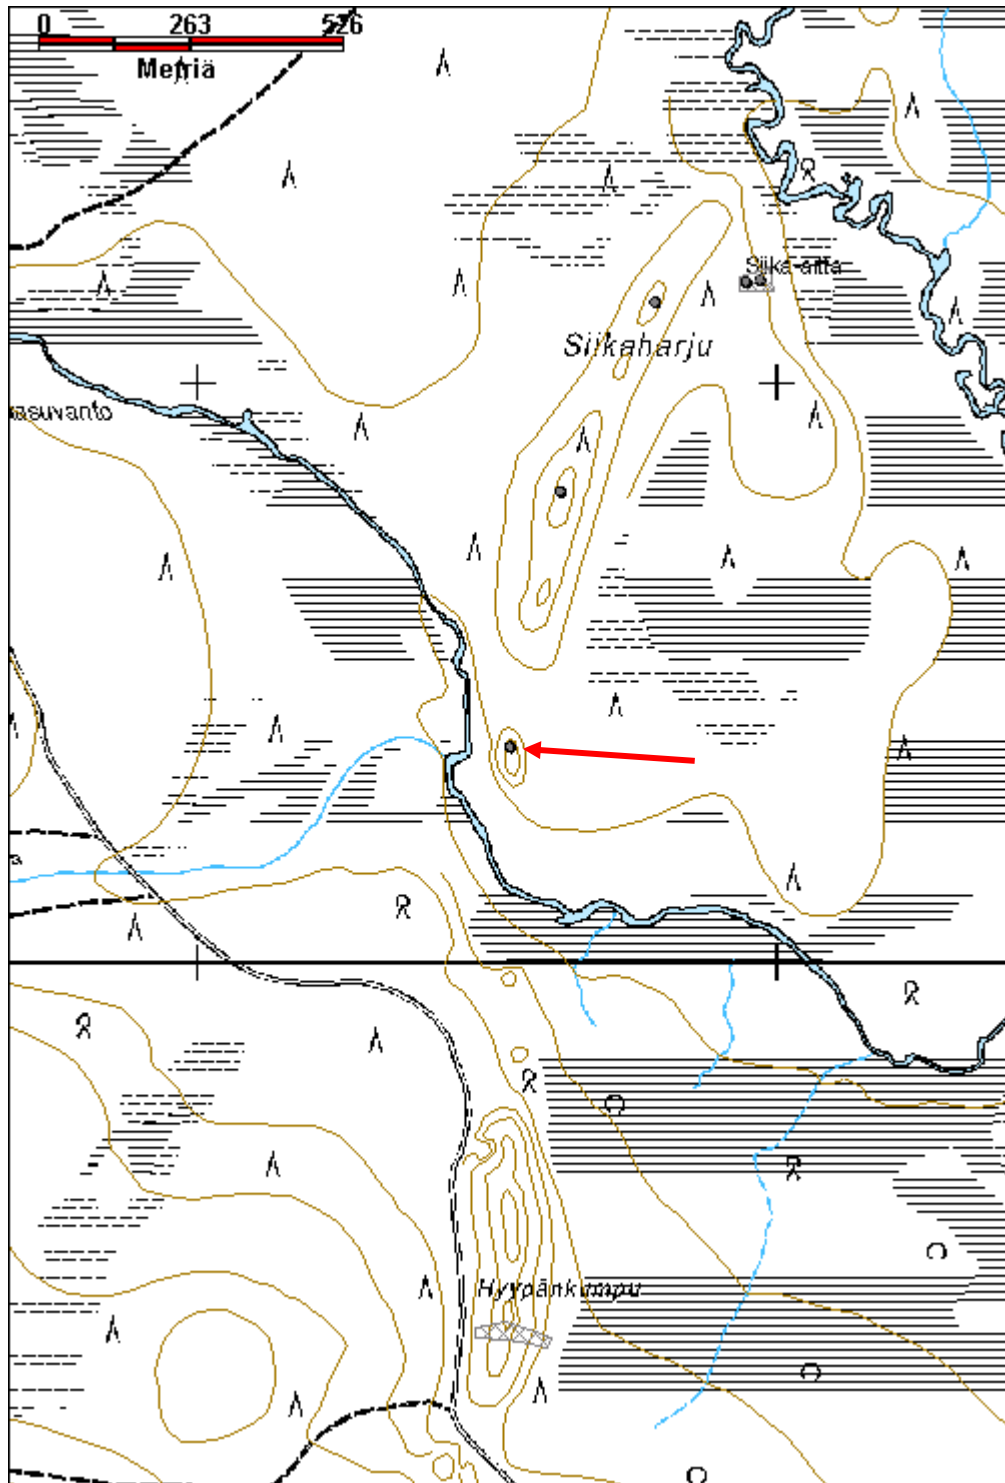 0 263 526
Metriä
Siika-aitta
Siikaharju
asuvanto
a
Hyypänkumpu